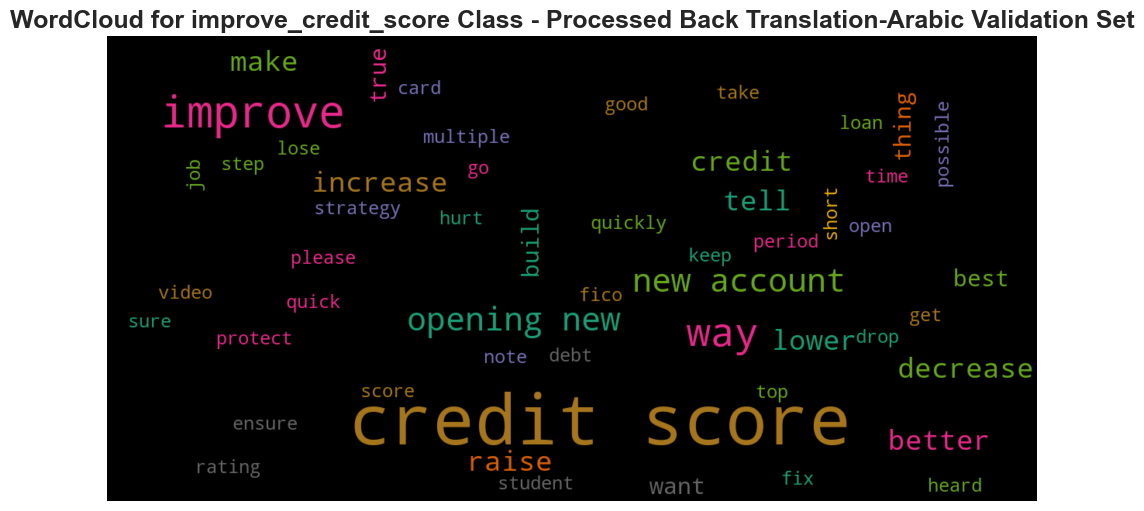 WordCloud for improve_credit_score Class - Processed Back Translation-Arabic Validation Set
make
true
card
improve
good
take
thing
possible
loan
multiple
lose
job
step
go
credit
time
increase
tell
short
strategy
hurt
build
quickly
open
period
please
keep
new account
best
video
quick
fico
sure
opening new
get
protect
way
lower
drop
note
debt
decrease
score
top
credit score
ensure
better
raise
rating
student
want
fix
heard